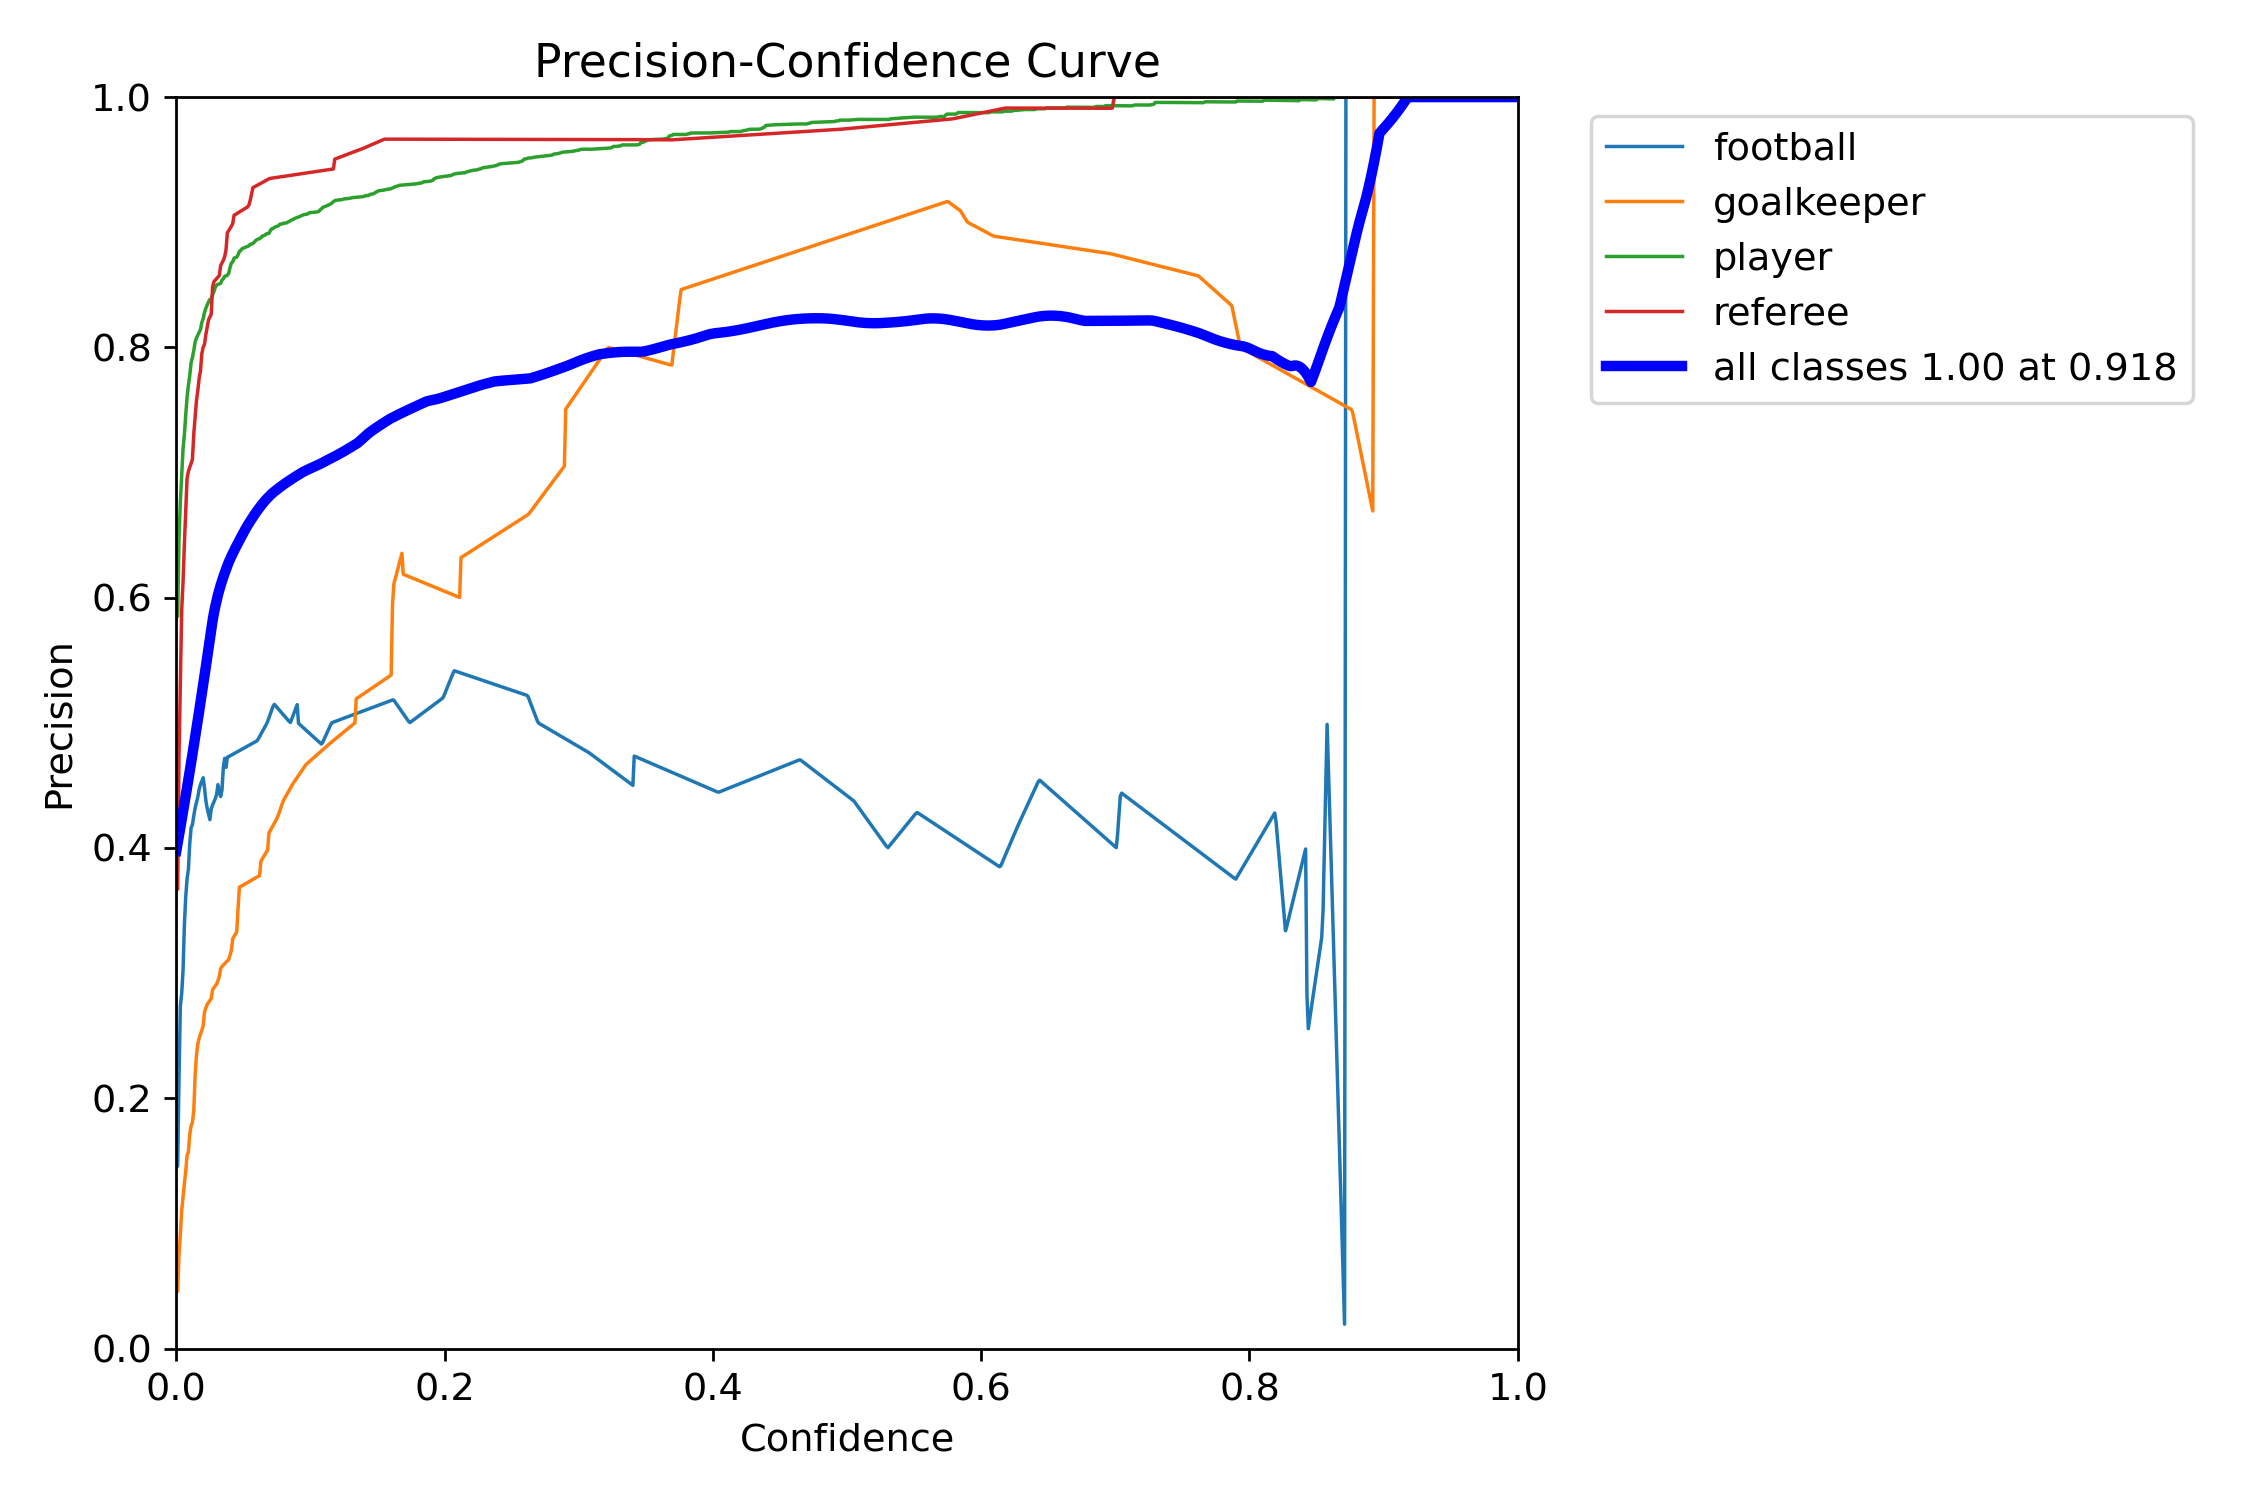 Precision-Confidence Curve
1.0
0.8
0.6
0.4
0.2
0.0
Precision
0.0 0.2 0.4 0.6 0.8 1.0
Confidence
football
goalkeeper
player
referee
all classes 1.00 at 0.918